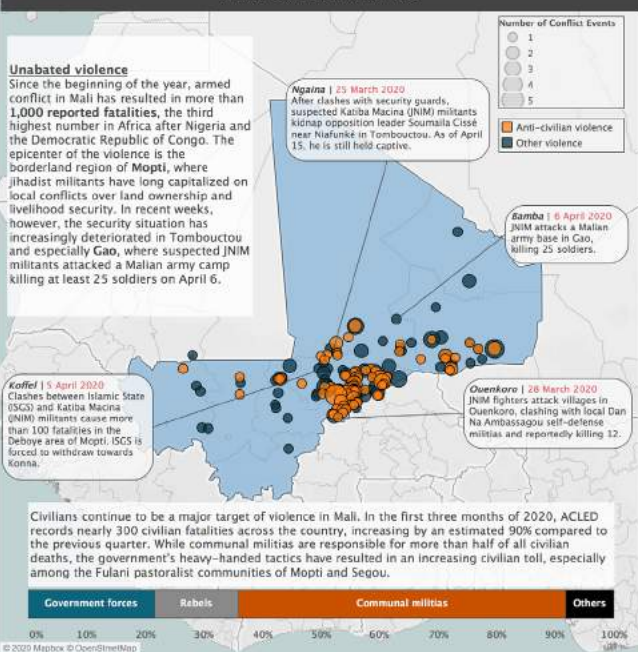 Number of Conflict Events
1
2
3
4
5
Anti-civilian violence
Other violence
Unabated violence
Since the beginning of the year, armed
conflict in Mali has resulted in more than
1,000 reported fatalities, the third
highest number in Africa after Nigeria and
the Democratic Republic of Congo. The
epicenter of the violence is the
borderland region of Mopti, where
jihadist militants have long capitalized on
local conflicts over land ownership and
livelihood security. In recent weeks,
however, the security situation has
increasingly deteriorated in Tombouctou
and especially Gao, where suspected JNIM
militants attacked a Malian army camp
killing at least 25 soldiers on April 6.
Ngaina | 25 March 2020
After clashes with security guards,
suspected Katiba Macina (JNIM) militants
kidnap opposition leader Soumaila Cissé
near Niafunké in Tombouctou. As of April
15, he is still held captive.
Bamba | 6 April 2020
JNIM attacks a Malian
army base in Gao,
killing 25 soldiers.
Koffel | 5 April 2020
Clashes between Islamic State
(ISGS) and Katiba Macina
(JNIM) militants cause more
than 100 fatalities in the
Deboye area of Mopti. ISGS is
forced to withdraw towards
Konna.
Ouenkoro | 28 March 2020
JNIM fighters attack villages in
Ouenkoro, clashing with local Dan
Na Ambassagou self-defense
militias and reportedly killing 12.
Civilians continue to be a major target of violence in Mali. In the first three months of 2020, ACLED
records nearly 300 civilian fatalities across the country, increasing by an estimated 90% compared to
the previous quarter. While communal militias are responsible for more than half of all civilian
deaths, the government's heavy-handed tactics have resulted in an increasing civilian toll, especially
among the Fulani pastoralist communities of Mopti and Segou.
Government forces Rebels Communal militias Others
0% 10% 20% 30% 40% 50% 60% 70% 80% 90% 100%
© 2020 Mapbox © OpenStreetMap